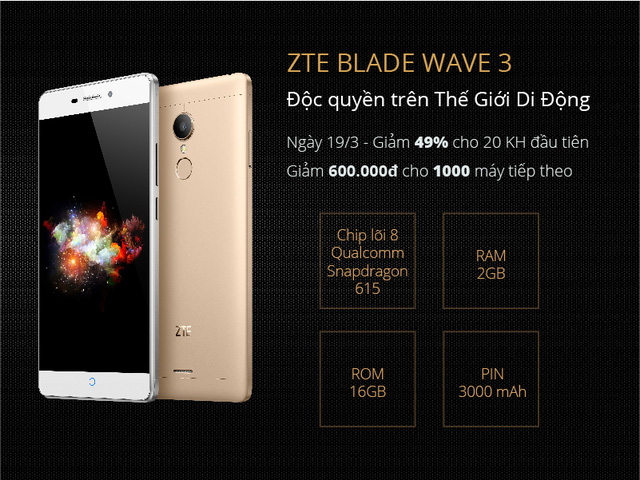 ZTE BLADE WAVE 3
Độc quyền trên Thế Giới Di Động
Ngày 19/3 - Giảm 49% cho 20 KH đầu tiên
Giảm 600.000đ cho 1000 máy tiếp theo
Chip lõi 8
Qualcomm
Snapdragon
615
RAM
2GB
ROM
16GB
PIN
3000 mAh
ZTE